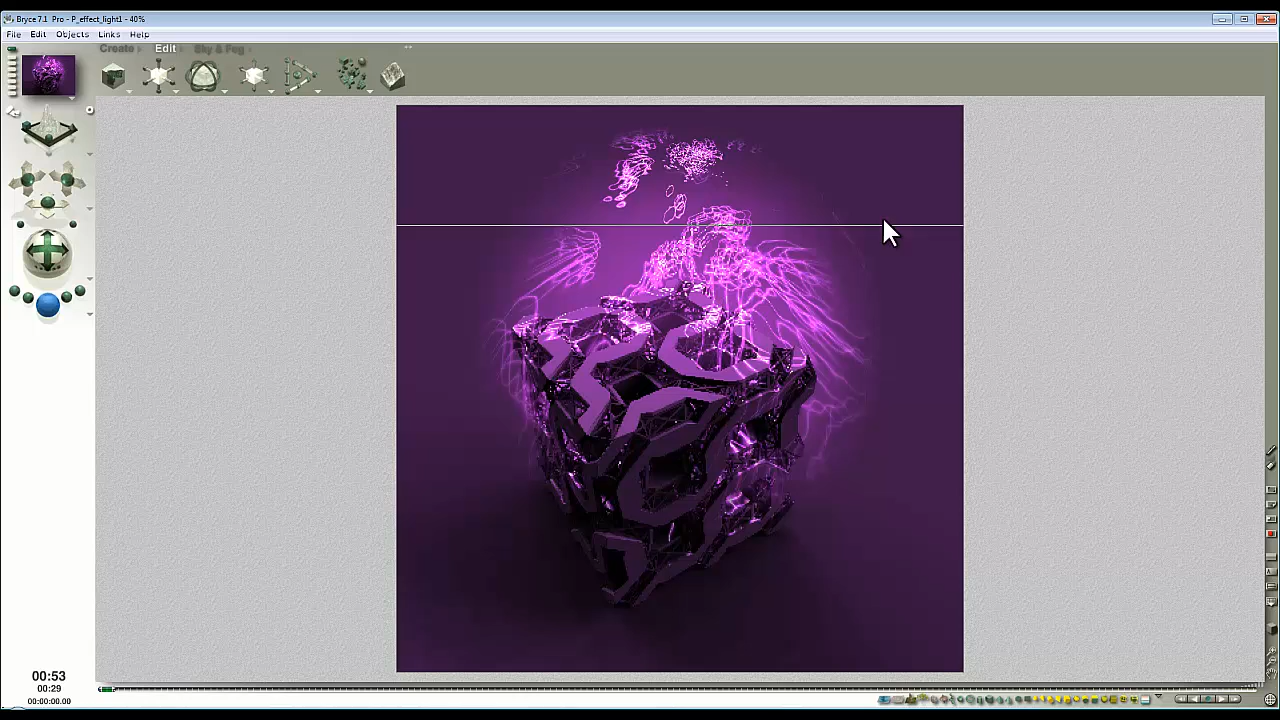 Bryce 7.1 Pro - P_effect_light1 - 40%
File Edit Objects Links Help
Create Edit Sky & Fog
00:53
00:29
00:00:00.00